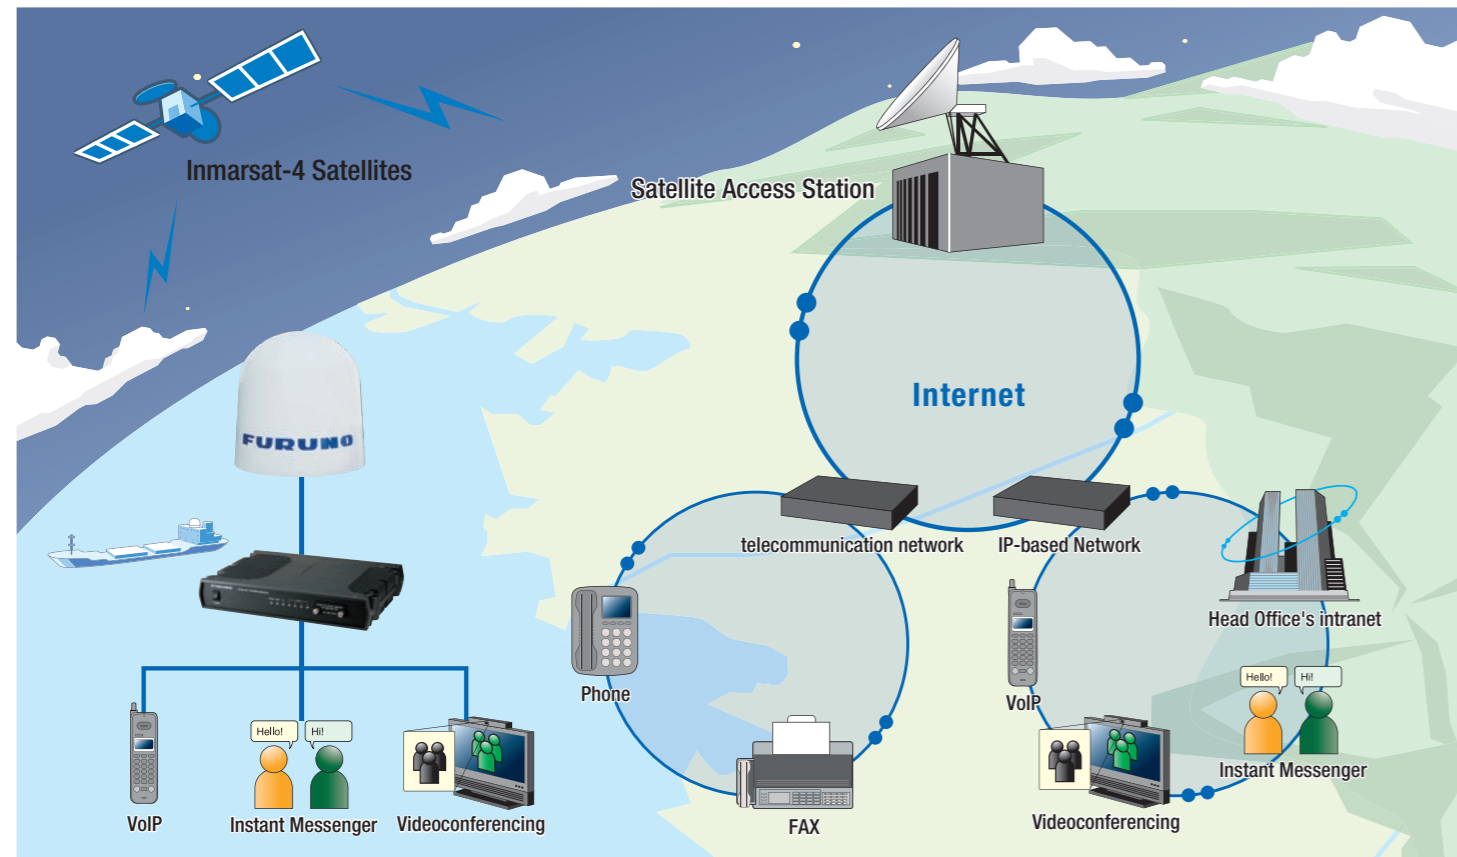 Inmarsat-4 Satellites
Satellite Access Station
Internet
FURUNO
telecommunication network
IP-based Network
Head Office's intranet
Phone
VoIP
Hello!
Hi!
Instant Messenger
FAX
Videoconferencing
Hello!
Hi!
VoIP
Instant Messenger
Videoconferencing